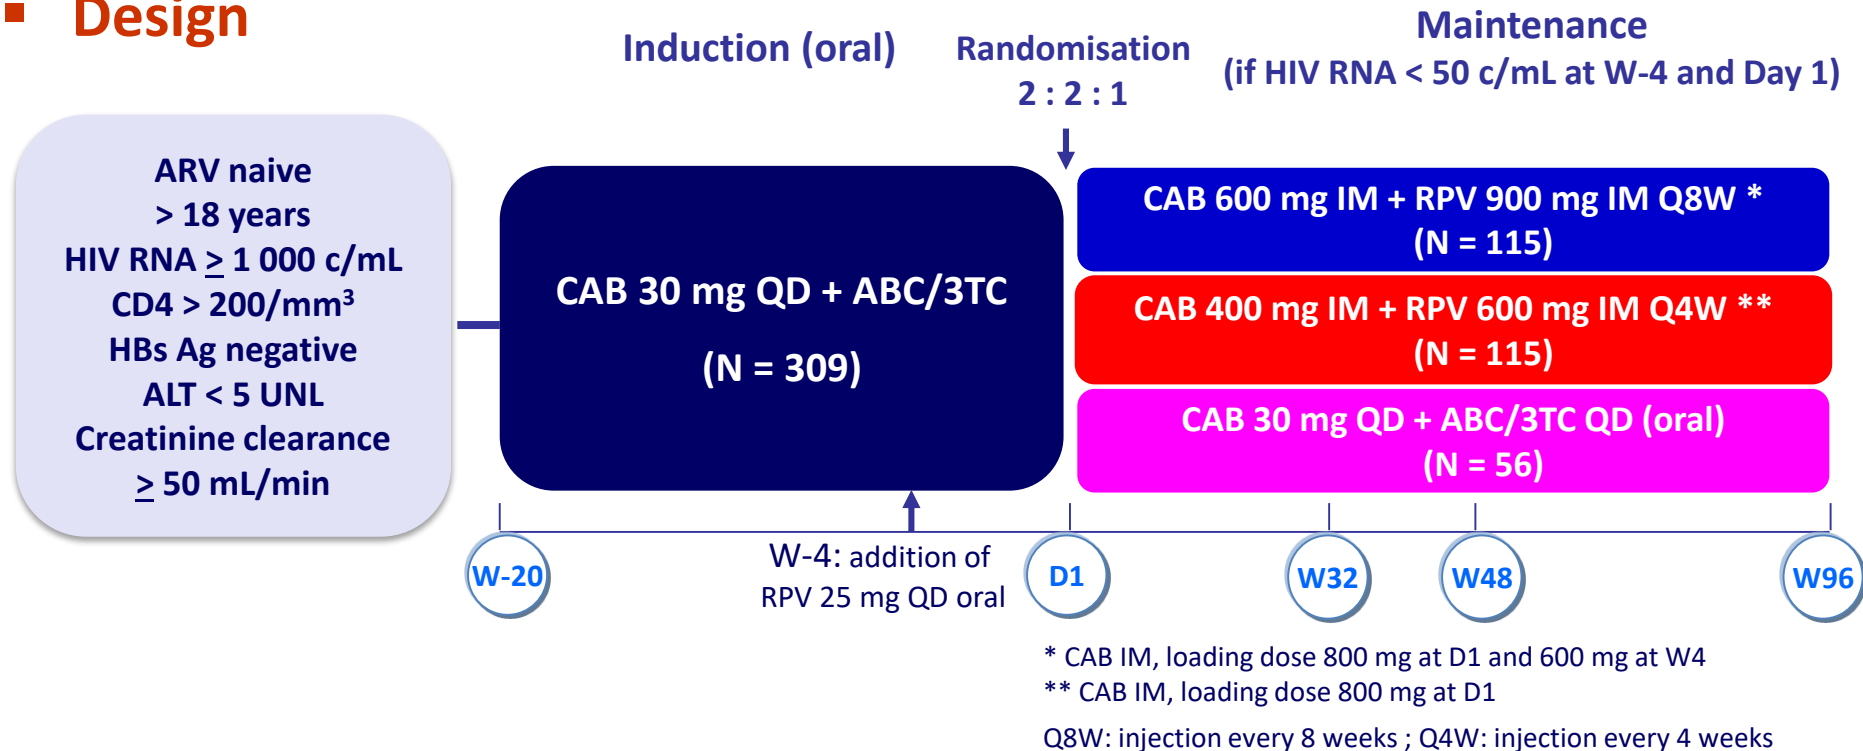 ▪ Design
Induction (oral)
Randomisation
2 : 2 : 1
Maintenance
(if HIV RNA < 50 c/mL at W-4 and Day 1)
ARV naive
> 18 years
HIV RNA ≥ 1 000 c/mL
CD4 > 200/mm³
HBs Ag negative
ALT < 5 UNL
Creatinine clearance
≥ 50 mL/min
CAB 30 mg QD + ABC/3TC
(N = 309)
CAB 600 mg IM + RPV 900 mg IM Q8W *
(N = 115)
CAB 400 mg IM + RPV 600 mg IM Q4W **
(N = 115)
CAB 30 mg QD + ABC/3TC QD (oral)
(N = 56)
W-20
W-4: addition of
RPV 25 mg QD oral
D1
W32
W48
W96
* CAB IM, loading dose 800 mg at D1 and 600 mg at W4
** CAB IM, loading dose 800 mg at D1
Q8W: injection every 8 weeks ; Q4W: injection every 4 weeks